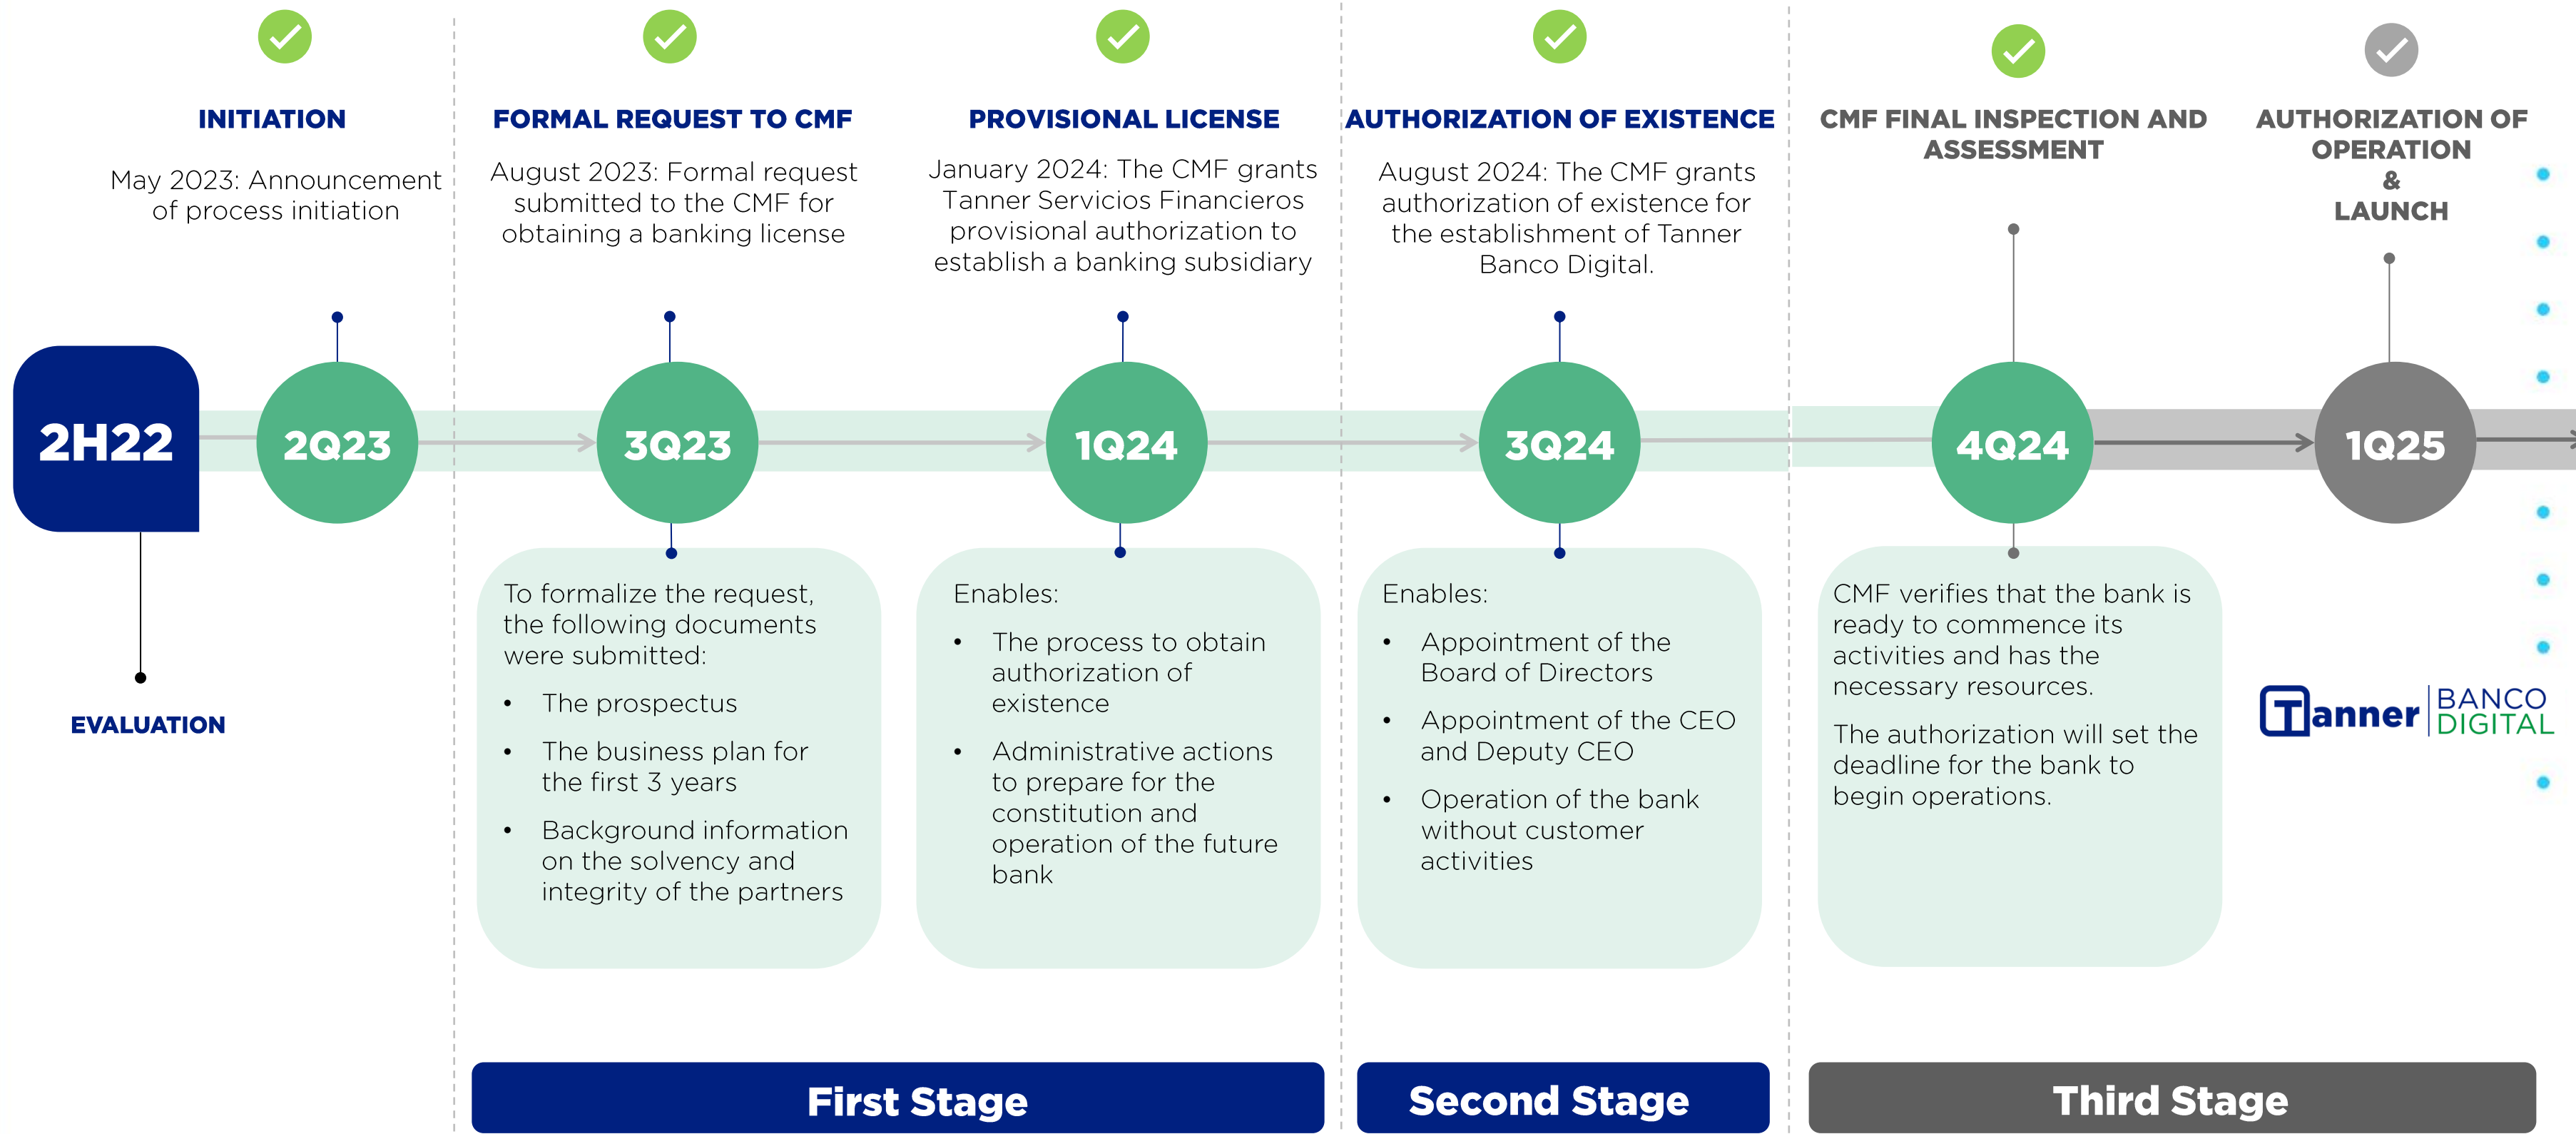 INITIATION
May 2023: Announcement
of process initiation
FORMAL REQUEST TO CMF
August 2023: Formal request
submitted to the CMF for
obtaining a banking license
PROVISIONAL LICENSE
January 2024: The CMF grants
Tanner Servicios Financieros
provisional authorization to
establish a banking subsidiary
AUTHORIZATION OF EXISTENCE
August 2024: The CMF grants
authorization of existence for
the establishment of Tanner
Banco Digital.
CMF FINAL INSPECTION AND
ASSESSMENT
AUTHORIZATION OF
OPERATION
&
LAUNCH
2H22
2Q23
3Q23
1Q24
3Q24
4Q24
1Q25
EVALUATION
To formalize the request,
the following documents
were submitted:
• The prospectus
• The business plan for
the first 3 years
• Background information
on the solvency and
integrity of the partners
Enables:
• The process to obtain
authorization of
existence
• Administrative actions
to prepare for the
constitution and
operation of the future
bank
Enables:
• Appointment of the
Board of Directors
• Appointment of the CEO
and Deputy CEO
• Operation of the bank
without customer
activities
CMF verifies that the bank is
ready to commence its
activities and has the
necessary resources.
The authorization will set the
deadline for the bank to
begin operations.
Tanner BANCO
DIGITAL
First Stage
Second Stage
Third Stage